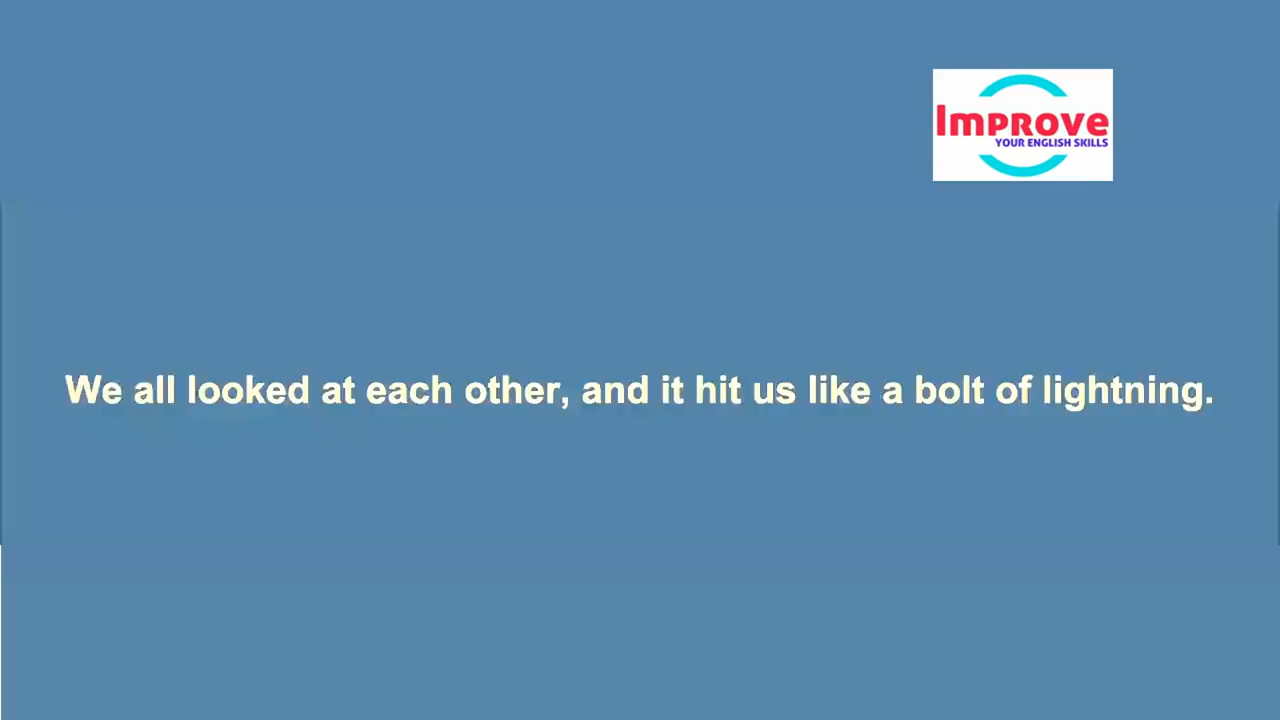 Improve
YOUR ENGLISH SKILLS
We all looked at each other, and it hit us like a bolt of lightning.